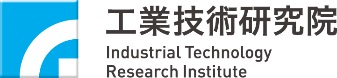 工業技術研究院
Industrial Technology
Research Institute